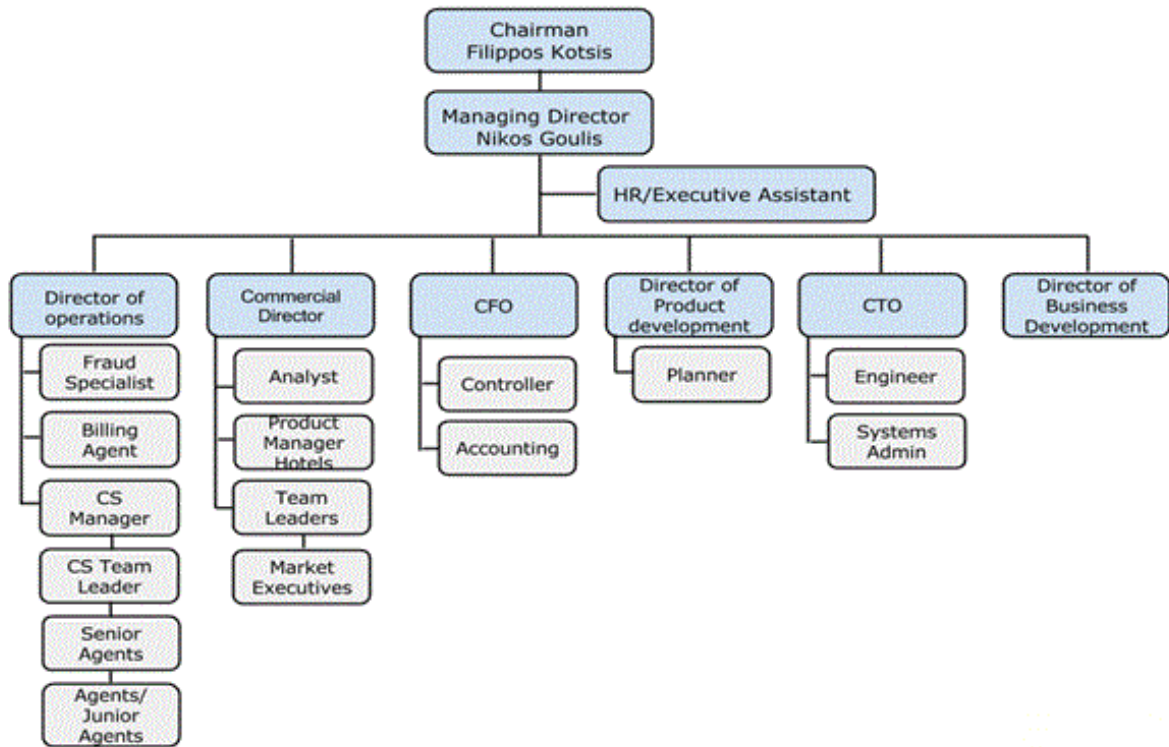 Chairman
Filippos Kotsis
Managing Director
Nikos Goulis
HR/Executive Assistant
Director of
operations
Commercial
Director
CFO
Director of
Product
development
CTO
Director of
Business
Development
Fraud
Specialist
Billing
Agent
CS
Manager
CS Team
Leader
Senior
Agents
Agents/
Junior
Agents
Analyst
Product
Manager
Hotels
Team
Leaders
Market
Executives
Controller
Accounting
Planner
Engineer
Systems
Admin